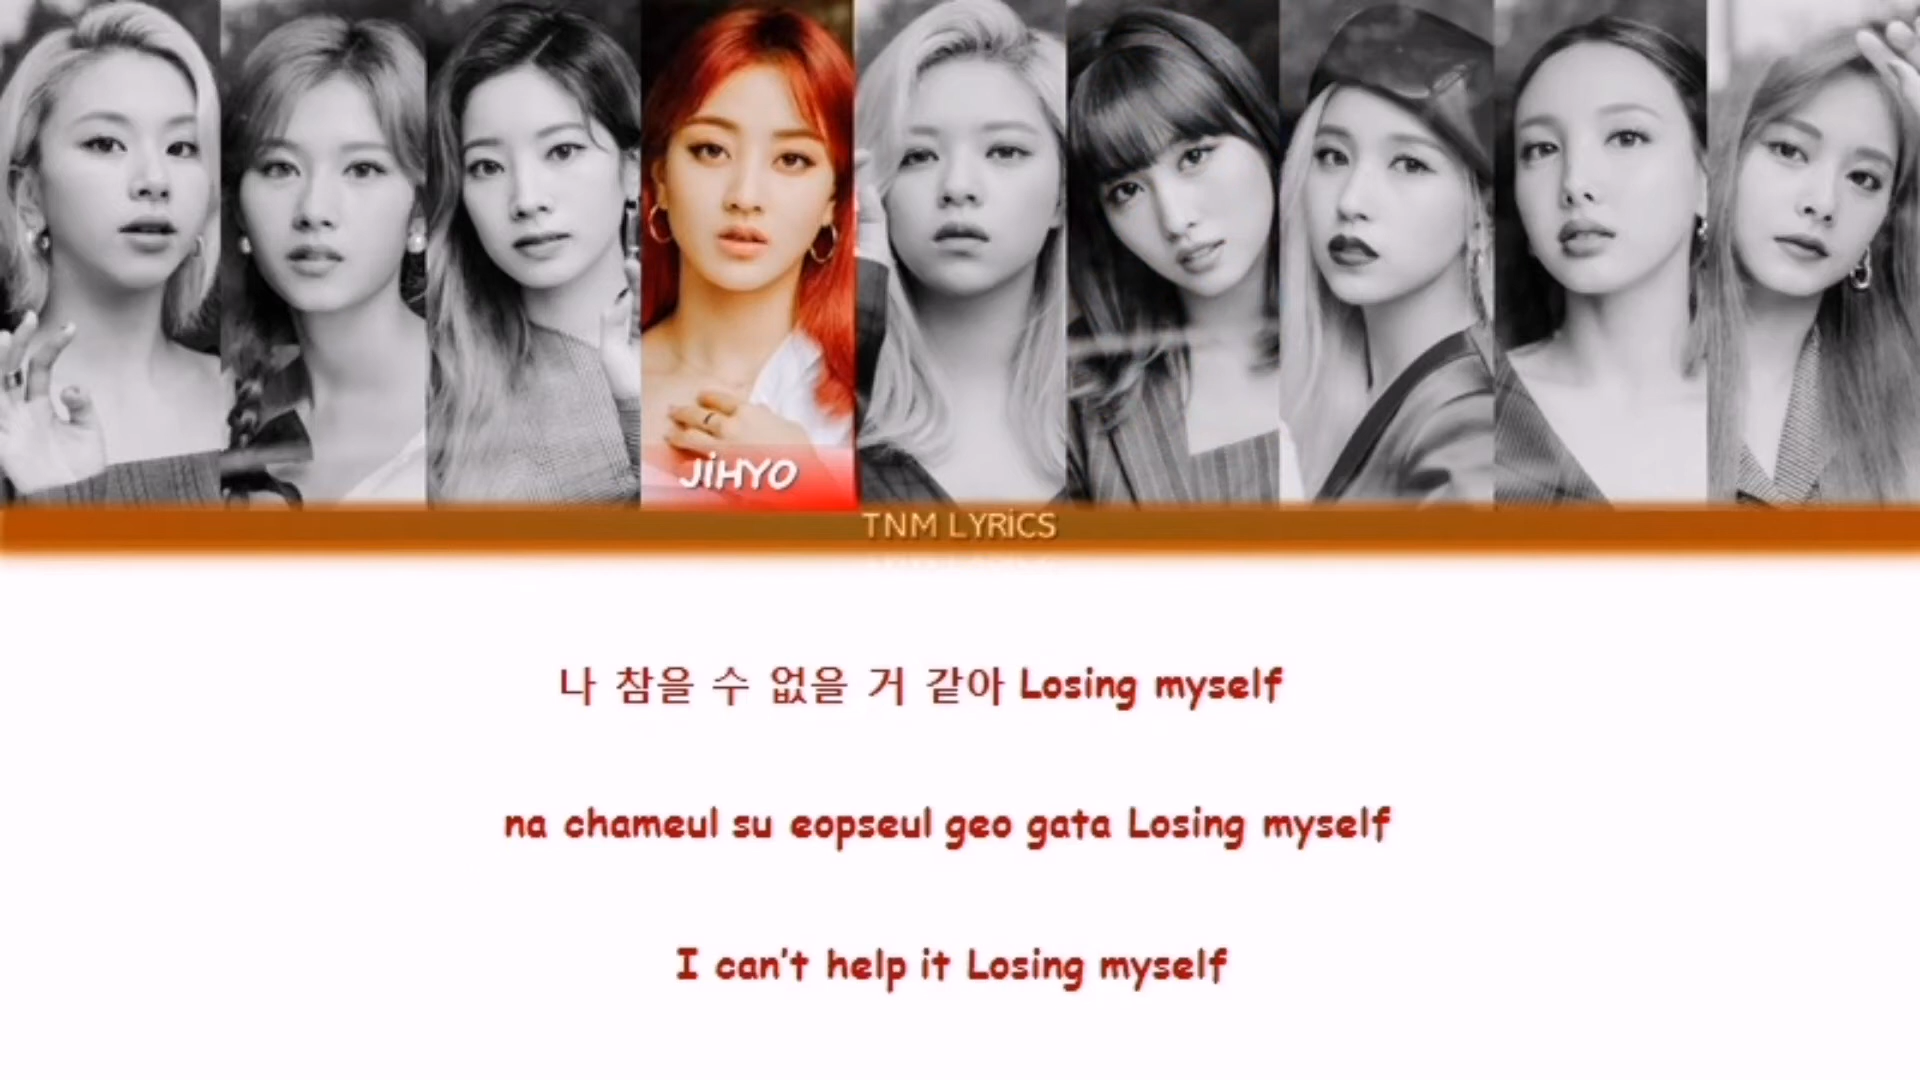 JiHYO
TNM LYRiCS
나 참을 수 없을 거 같아 Losing myself
na chameul su eopseul geo gata Losing myself
I can't help it Losing myself